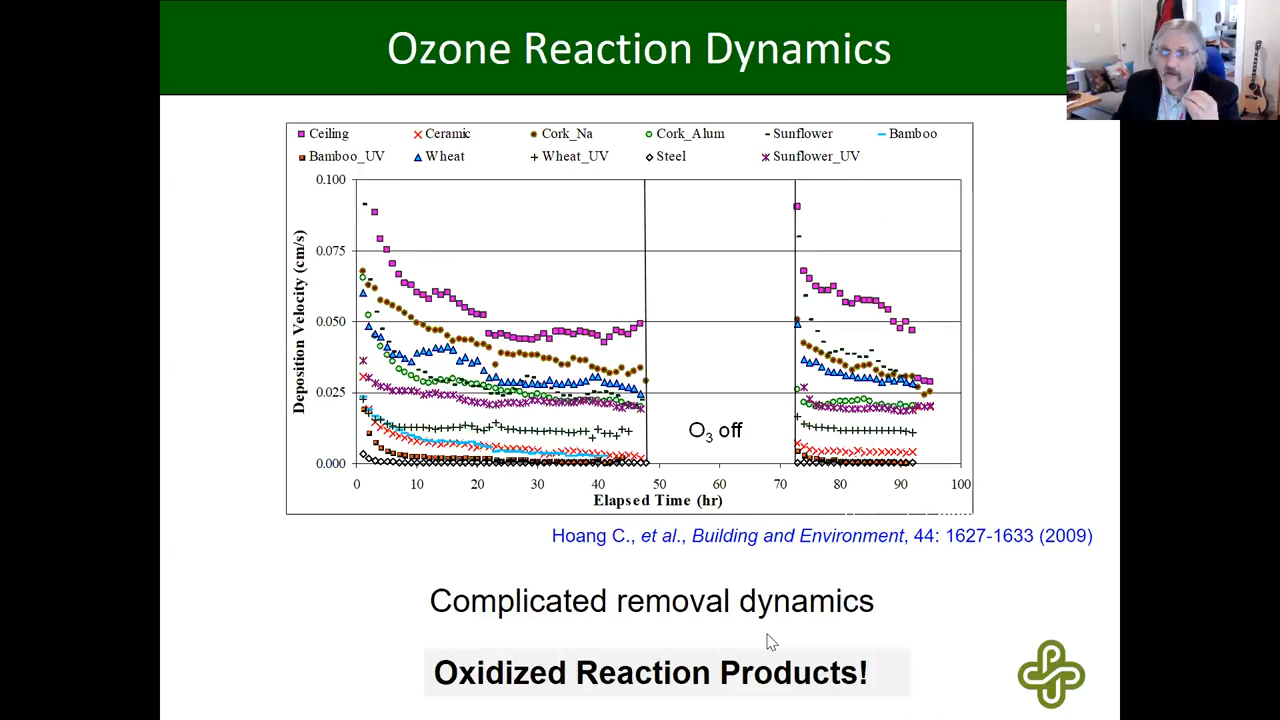 Ozone Reaction Dynamics
Ceiling Ceramic Cork_Na Cork_Alum Sunflower Bamboo
Bamboo_UV Wheat Wheat_UV Steel Sunflower_UV
0.100
0.075
0.050
0.025
0.000
Deposition Velocity (cm/s)
O3 off
0 10 20 30 40 50 60 70 80 90 100
Elapsed Time (hr)
Hoang C., et al., Building and Environment, 44: 1627-1633 (2009)
Complicated removal dynamics
Oxidized Reaction Products!